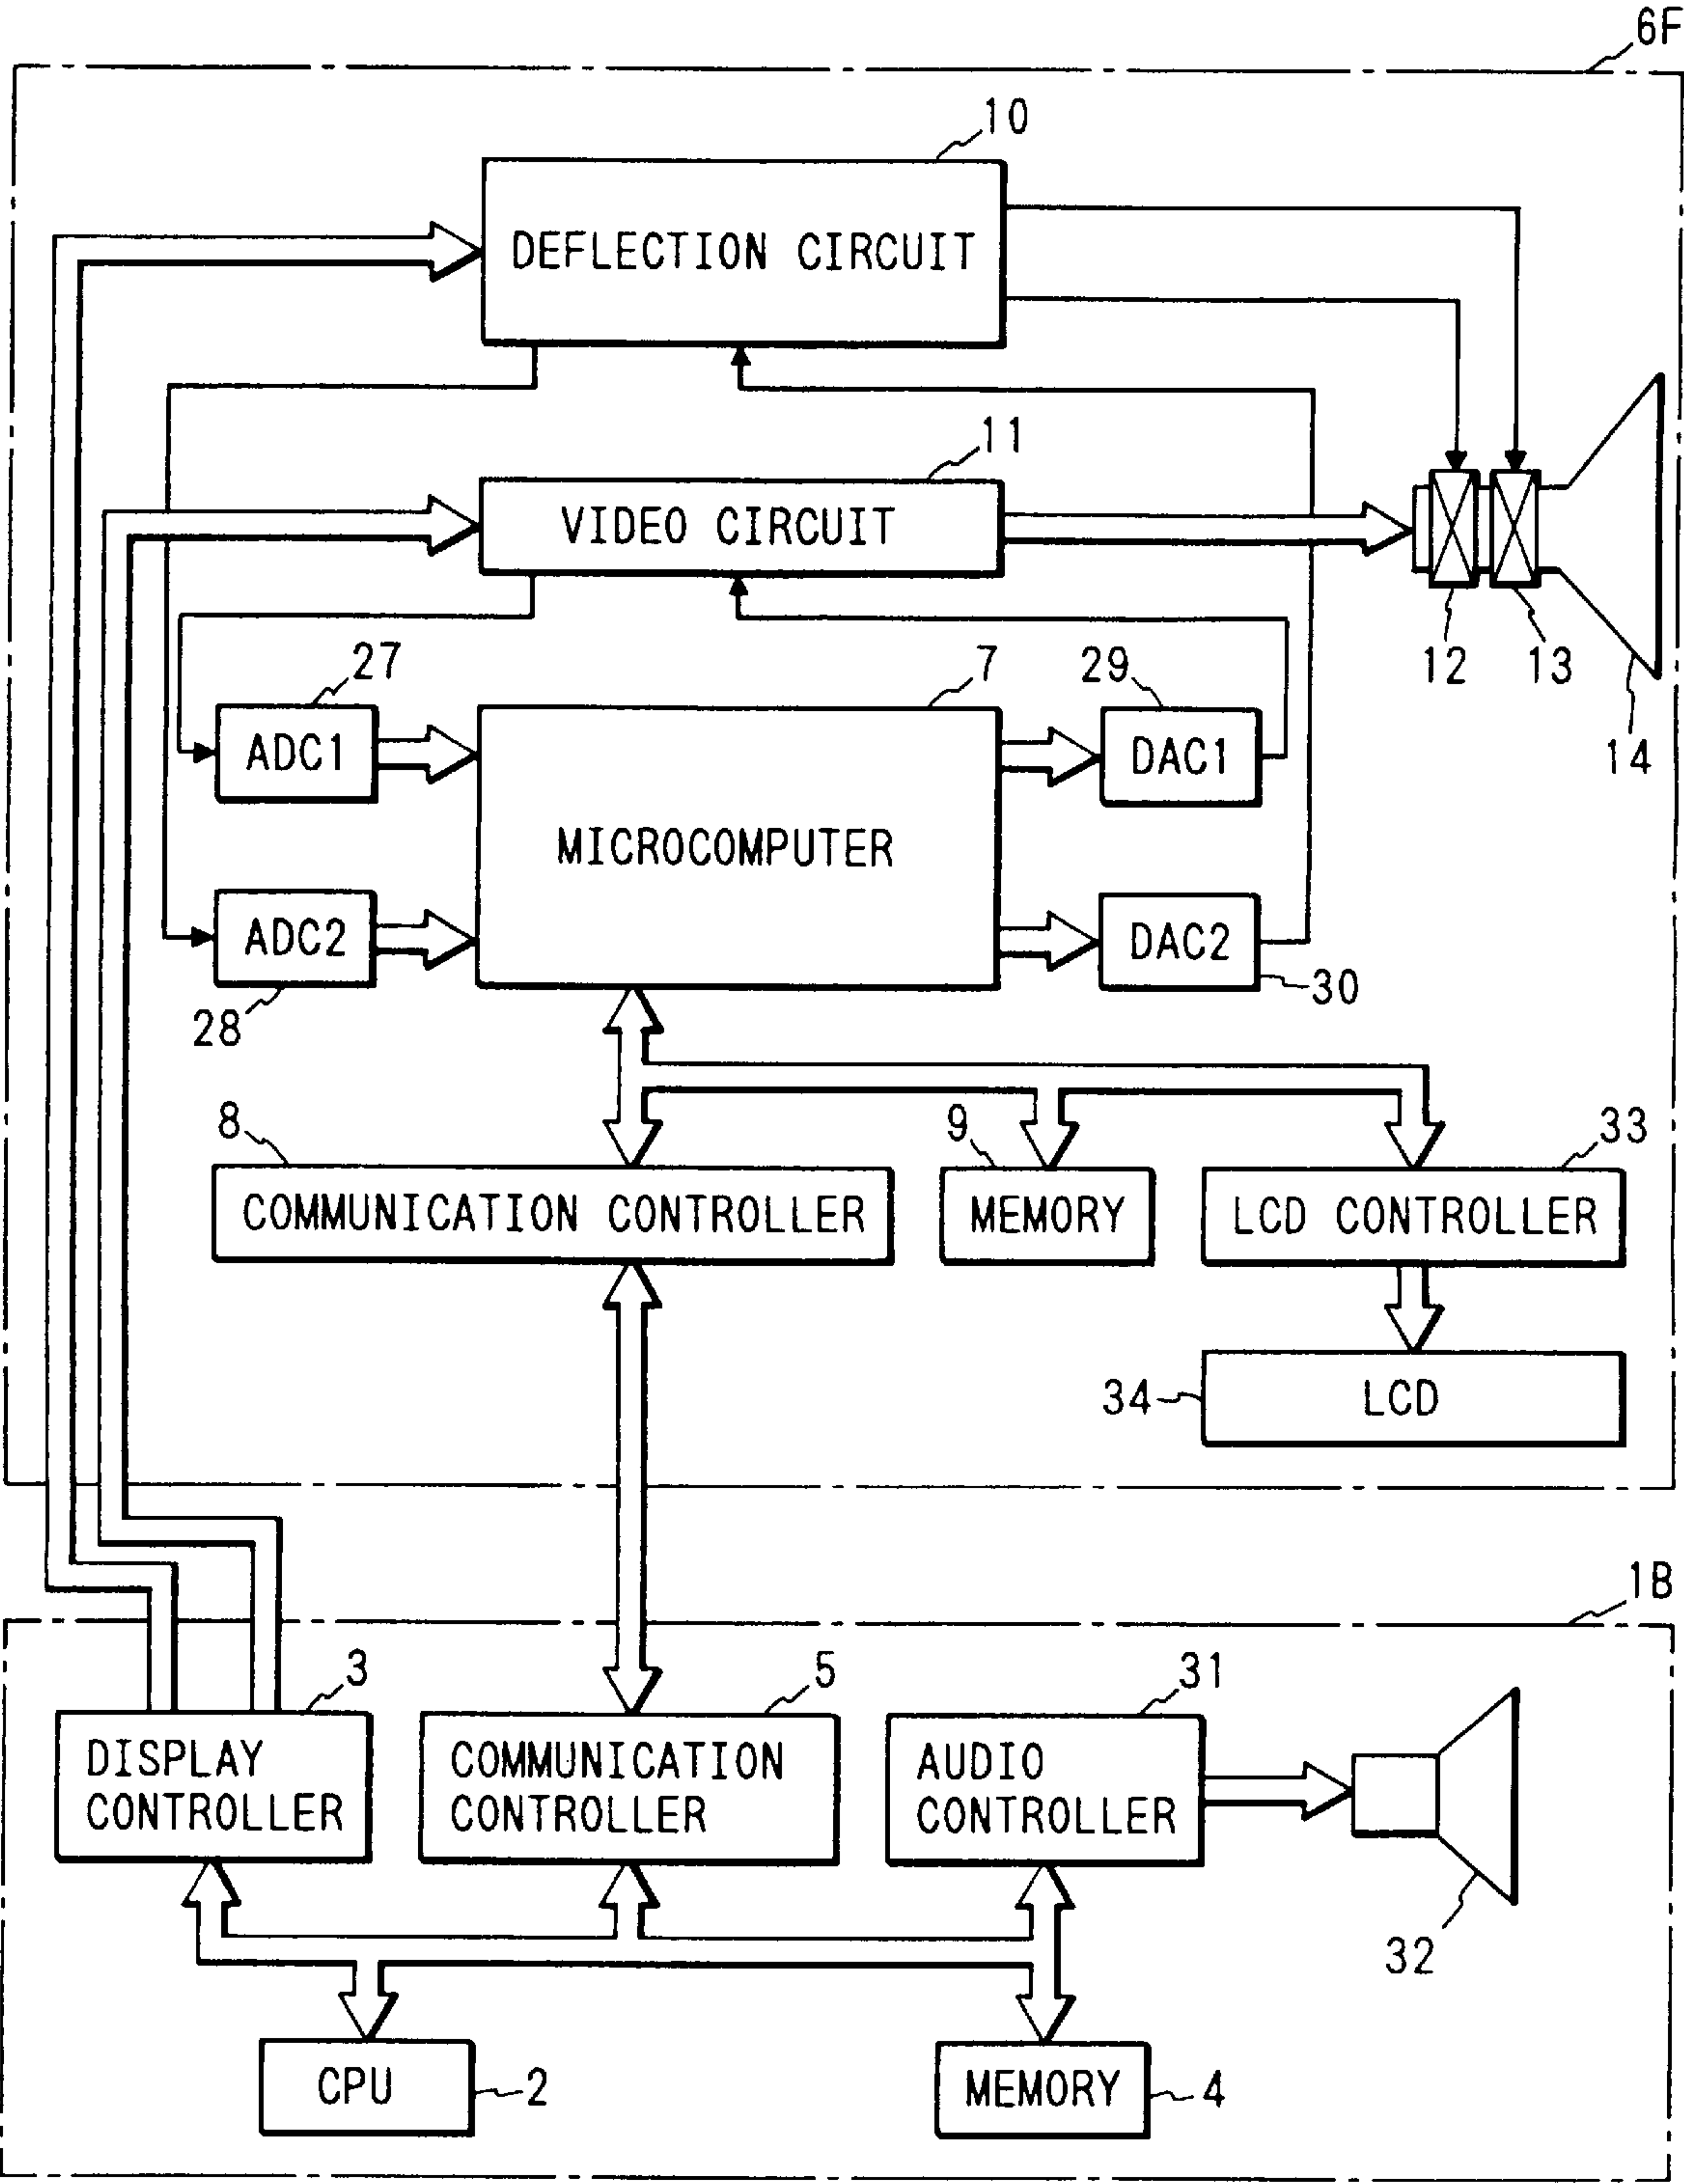 6F
10
DEFLECTION CIRCUIT
11
VIDEO CIRCUIT
12
13
14
27
7
29
ADC1
DAC1
MICROCOMPUTER
ADC2
DAC2
28
30
8
9
33
COMMUNICATION CONTROLLER
MEMORY
LCD CONTROLLER
34
LCD
1B
3
5
31
DISPLAY
CONTROLLER
COMMUNICATION
CONTROLLER
AUDIO
CONTROLLER
32
CPU
2
MEMORY
4